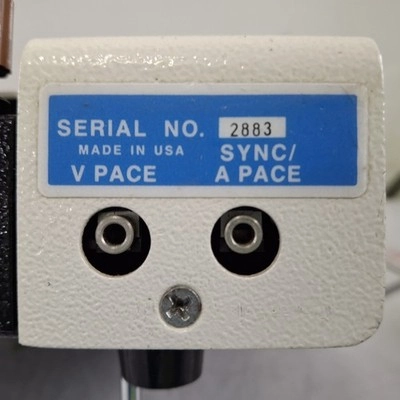 SERIAL NO. 2883
MADE IN USA SYNC/
V PACE A PACE